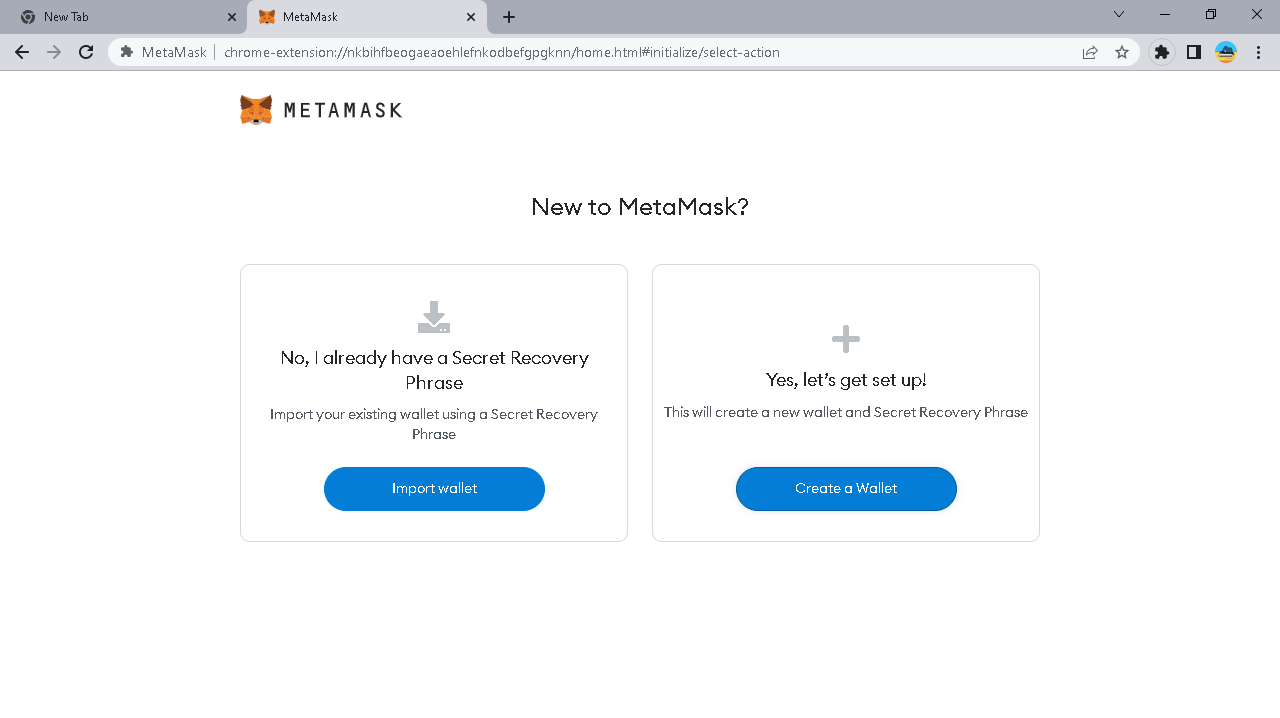 New Tab
MetaMask
MetaMask
chrome-extension://nkbihfbeogaeaoehlefnkodbefgpgknn/home.html#initialize/select-action
METAMASK
New to MetaMask?
No, I already have a Secret Recovery
Phrase
Import your existing wallet using a Secret Recovery
Phrase
Import wallet
Yes, let's get set up!
This will create a new wallet and Secret Recovery Phrase
Create a Wallet